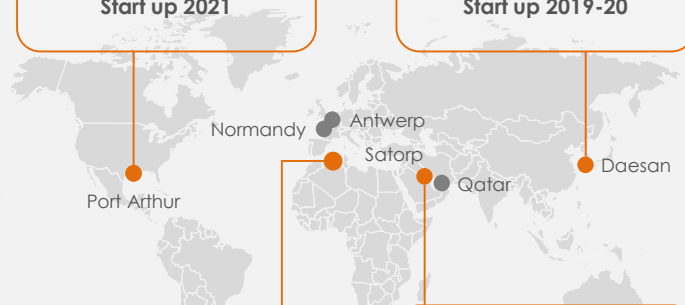 Start up 2021
Start up 2019-20
Antwerp
Normandy
Satorp
Daesan
Qatar
Port Arthur